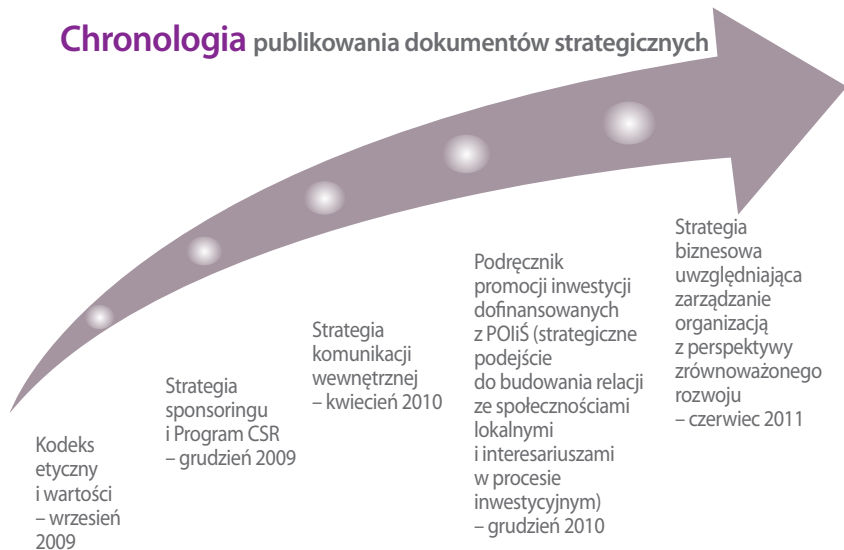 Chronologia publikowania dokumentów strategicznych
Kodeks
etyczny
i wartości
– wrzesień
2009
Strategia
sponsoringu
i Program CSR
– grudzień 2009
Strategia
komunikacji
wewnętrznej
– kwiecień 2010
Podręcznik
promocji inwestycji
dofinansowanych
z POIiŚ (strategiczne
podejście
do budowania relacji
ze społecznościami
lokalnymi
i interesariuszami
w procesie
inwestycyjnym)
– grudzień 2010
Strategia
biznesowa
uwzględniająca
zarządzanie
organizacją
z perspektywy
zrównoważonego
rozwoju
– czerwiec 2011